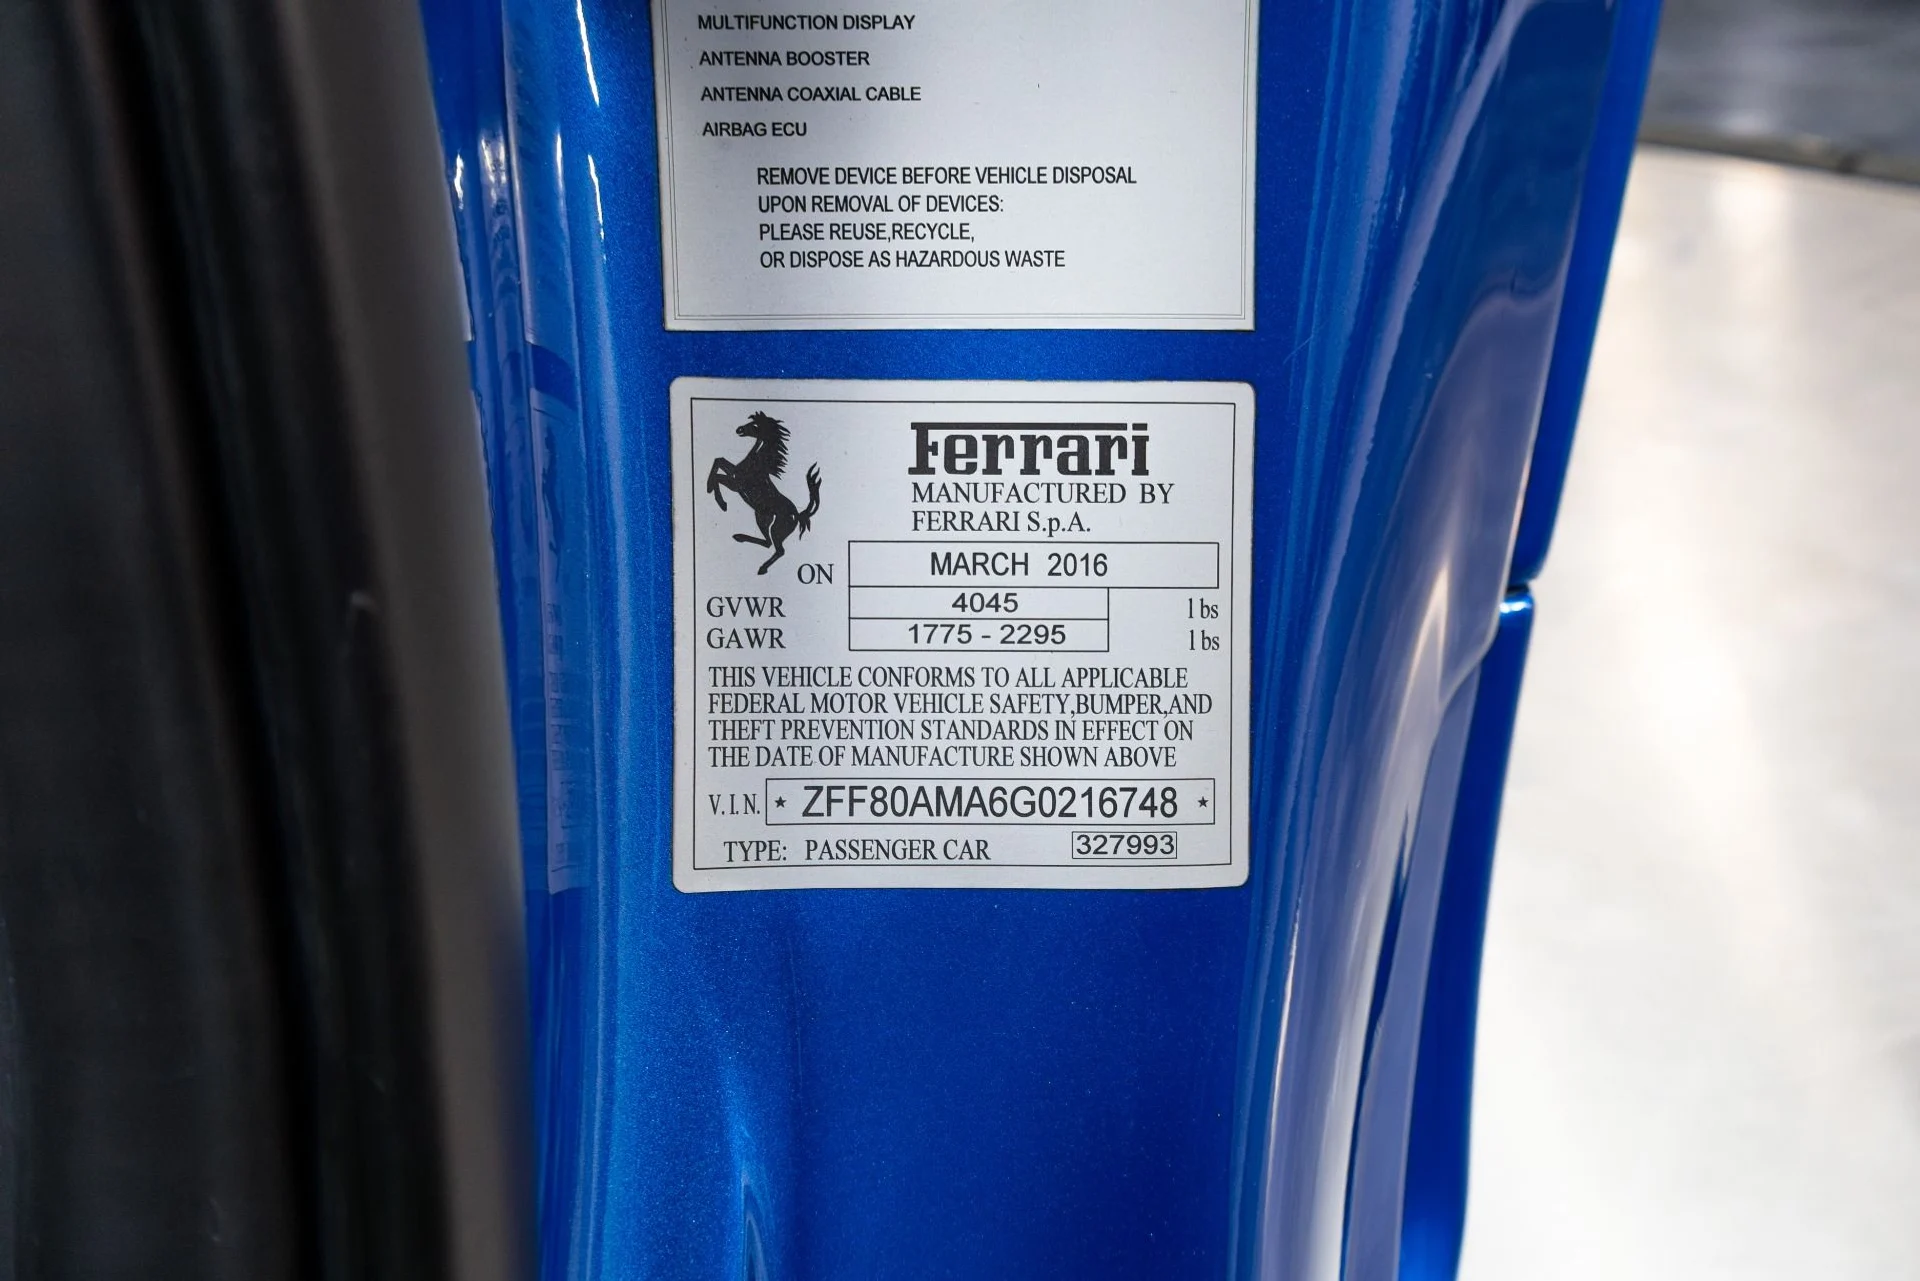 MULTIFUNCTION DISPLAY
ANTENNA BOOSTER
ANTENNA COAXIAL CABLE
AIRBAG ECU
REMOVE DEVICE BEFORE VEHICLE DISPOSAL
UPON REMOVAL OF DEVICES:
PLEASE REUSE,RECYCLE,
OR DISPOSE AS HAZARDOUS WASTE
Ferrari
MANUFACTURED BY
FERRARI S.p.A.
ON MARCH 2016
GVWR 4045 lbs
GAWR 1775 - 2295 lbs
THIS VEHICLE CONFORMS TO ALL APPLICABLE
FEDERAL MOTOR VEHICLE SAFETY,BUMPER,AND
THEFT PREVENTION STANDARDS IN EFFECT ON
THE DATE OF MANUFACTURE SHOWN ABOVE
V.I.N. ★ ZFF80AMA6G0216748 ★
TYPE: PASSENGER CAR 327993